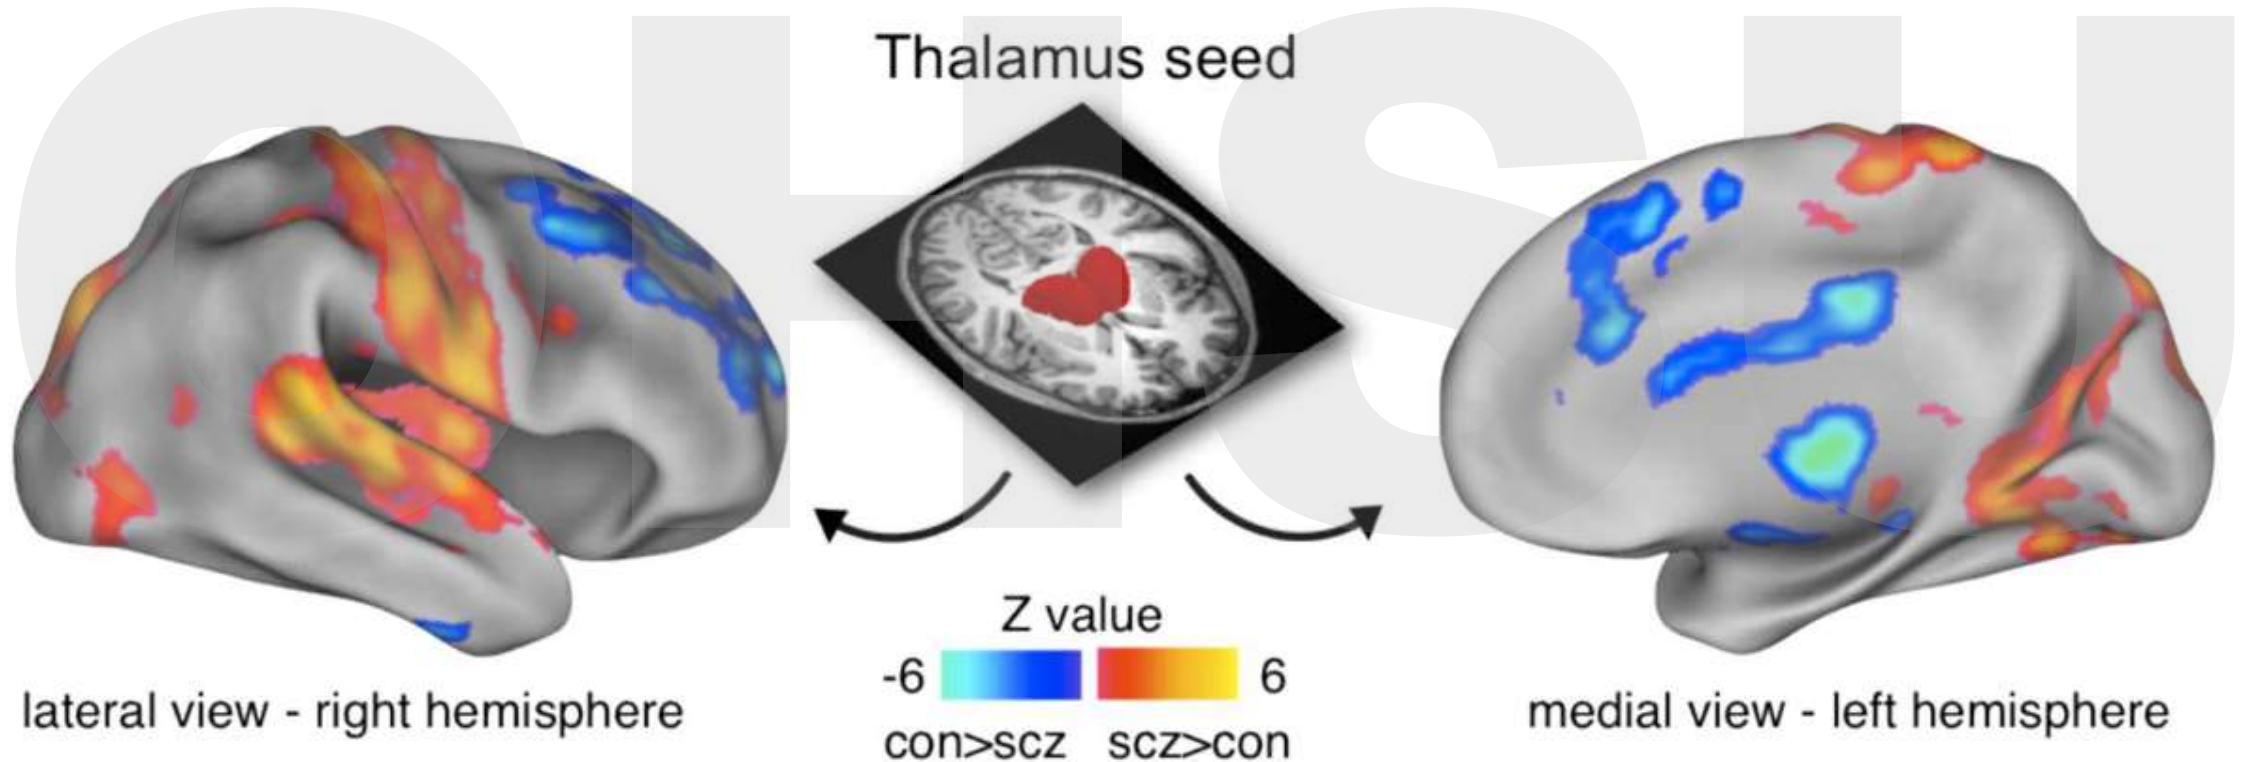 OHSU
Thalamus seed
Z value
-6 6
con>scz scz>con
lateral view - right hemisphere
medial view - left hemisphere